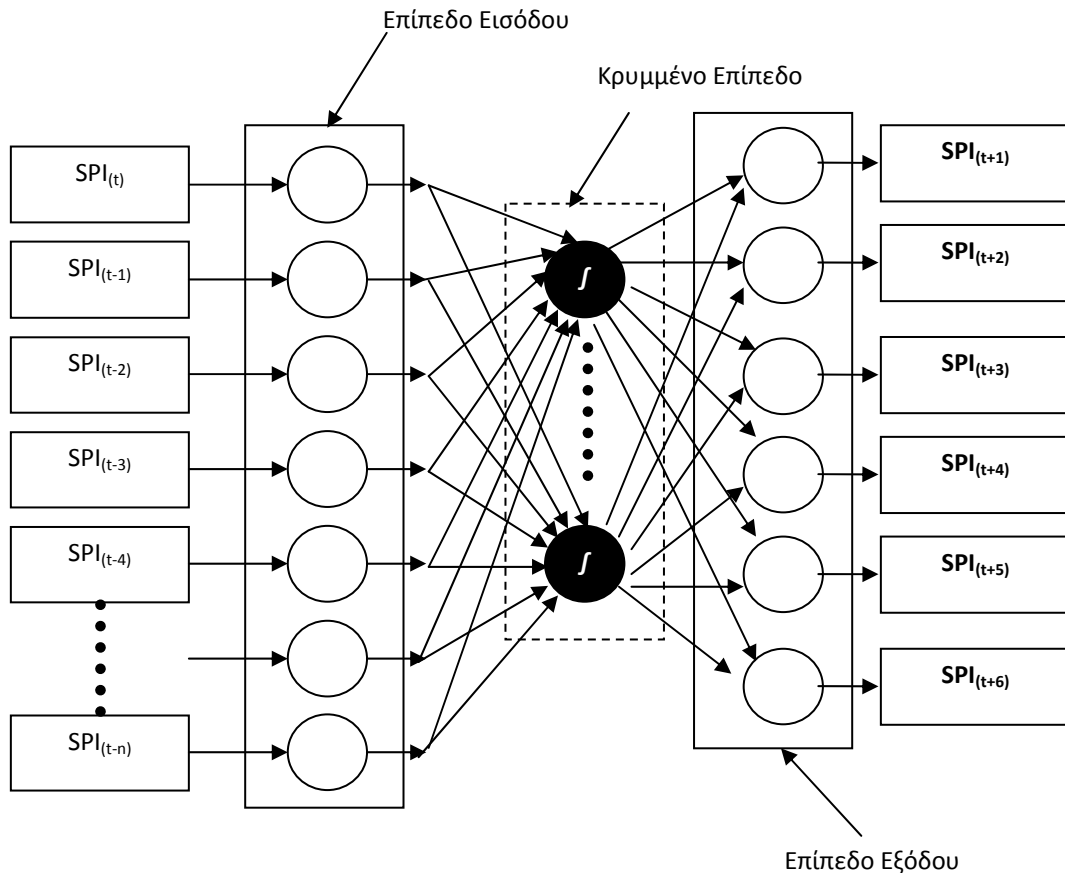 Επίπεδο Εισόδου
Κρυμμένο Επίπεδο
SPI(t)
SPI(t-1)
SPI(t-2)
SPI(t-3)
SPI(t-4)
SPI(t-n)
∫
∫
SPI(t+1)
SPI(t+2)
SPI(t+3)
SPI(t+4)
SPI(t+5)
SPI(t+6)
Επίπεδο Εξόδου